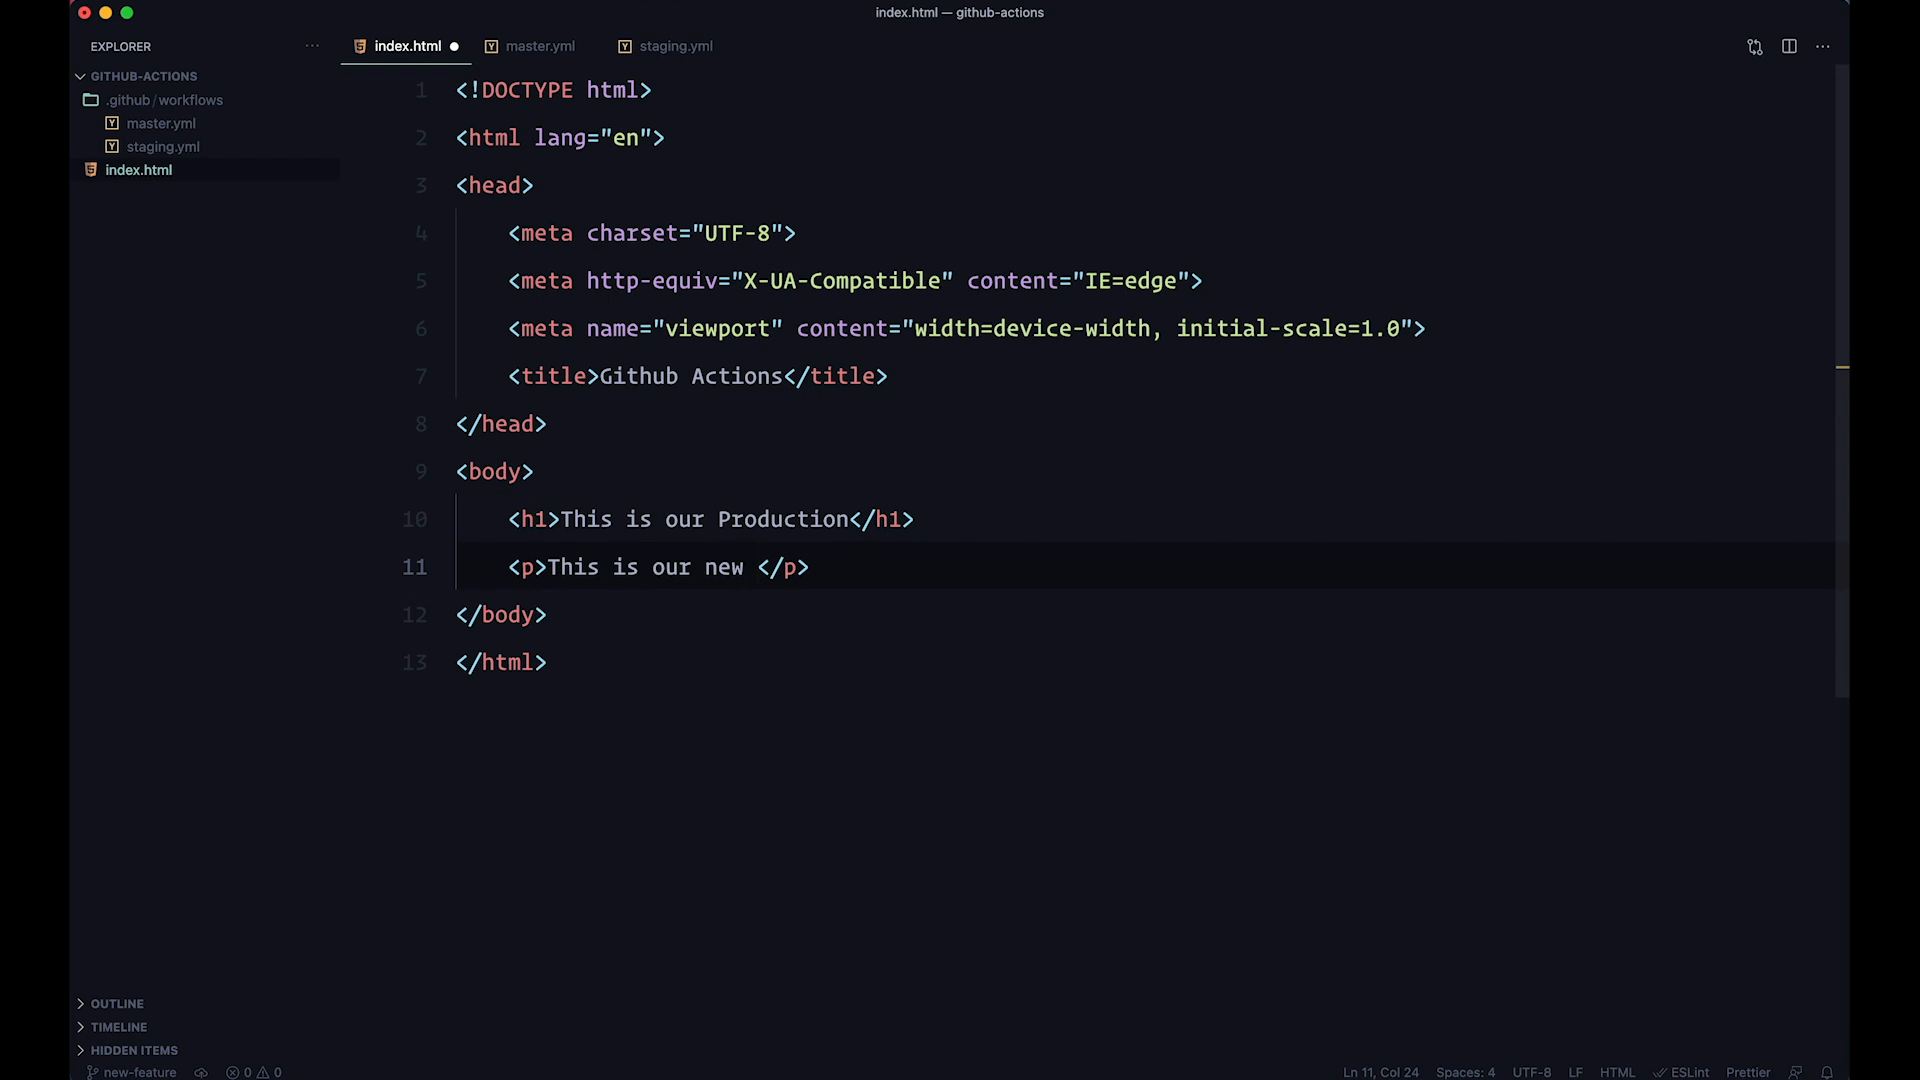 index.html — github-actions
EXPLORER
index.html
master.yml
staging.yml
GITHUB-ACTIONS
.github/workflows
master.yml
staging.yml
index.html
1 <!DOCTYPE html>
2 <html lang="en">
3 <head>
4 <meta charset="UTF-8">
5 <meta http-equiv="X-UA-Compatible" content="IE=edge">
6 <meta name="viewport" content="width=device-width, initial-scale=1.0">
7 <title>Github Actions</title>
8 </head>
9 <body>
10 <h1>This is our Production</h1>
11 <p>This is our new </p>
12 </body>
13 </html>
OUTLINE
TIMELINE
HIDDEN ITEMS
new-feature 0 0 Ln 11, Col 24 Spaces: 4 UTF-8 LF HTML ESLint Prettier